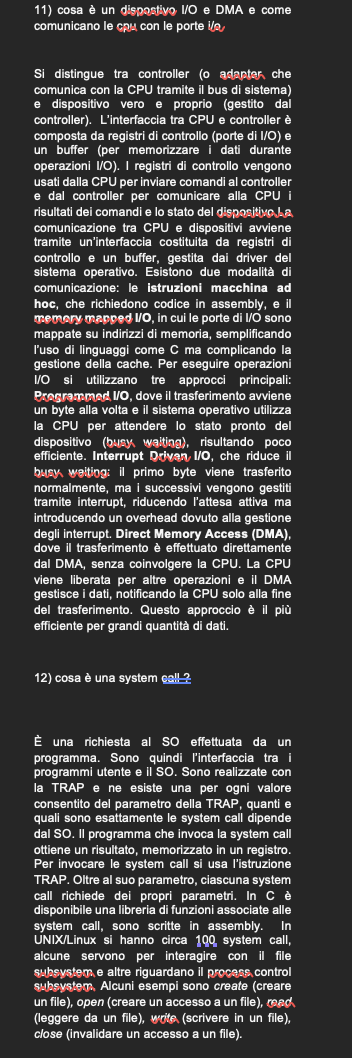 11) cosa è un dispostivo I/O e DMA e come
comunicano le cpu con le porte i/o,
Si distingue tra controller (o adapter che
comunica con la CPU tramite il bus di sistema)
e dispositivo vero e proprio (gestito dal
controller). L'interfaccia tra CPU e controller è
composta da registri di controllo (porte di I/O) e
un buffer (per memorizzare i dati durante
operazioni I/O). I registri di controllo vengono
usati dalla CPU per inviare comandi al controller
e dal controller per comunicare alla CPU i
risultati dei comandi e lo stato del dispositivo.La
comunicazione tra CPU e dispositivi avviene
tramite un'interfaccia costituita da registri di
controllo e un buffer, gestita dai driver del
sistema operativo. Esistono due modalità di
comunicazione: le istruzioni macchina ad
hoc, che richiedono codice in assembly, e il
memory mapped I/O, in cui le porte di I/O sono
mappate su indirizzi di memoria, semplificando
l'uso di linguaggi come C ma complicando la
gestione della cache. Per eseguire operazioni
I/O si utilizzano tre approcci principali:
Programmed I/O, dove il trasferimento avviene
un byte alla volta e il sistema operativo utilizza
la CPU per attendere lo stato pronto del
dispositivo (busy waiting), risultando poco
efficiente. Interrupt Driven I/O, che riduce il
busy waiting: il primo byte viene trasferito
normalmente, ma i successivi vengono gestiti
tramite interrupt, riducendo l'attesa attiva ma
introducendo un overhead dovuto alla gestione
degli interrupt. Direct Memory Access (DMA),
dove il trasferimento è effettuato direttamente
dal DMA, senza coinvolgere la CPU. La CPU
viene liberata per altre operazioni e il DMA
gestisce i dati, notificando la CPU solo alla fine
del trasferimento. Questo approccio è il più
efficiente per grandi quantità di dati.
12) cosa è una system call ?
È una richiesta al SO effettuata da un
programma. Sono quindi l'interfaccia tra i
programmi utente e il SO. Sono realizzate con
la TRAP e ne esiste una per ogni valore
consentito del parametro della TRAP, quanti e
quali sono esattamente le system call dipende
dal SO. Il programma che invoca la system call
ottiene un risultato, memorizzato in un registro.
Per invocare le system call si usa l'istruzione
TRAP. Oltre al suo parametro, ciascuna system
call richiede dei propri parametri. In C è
disponibile una libreria di funzioni associate alle
system call, sono scritte in assembly. In
UNIX/Linux si hanno circa 100 system call,
alcune servono per interagire con il file
subsystem e altre riguardano il process control
subsystem. Alcuni esempi sono create (creare
un file), open (creare un accesso a un file), read
(leggere da un file), write (scrivere in un file),
close (invalidare un accesso a un file).